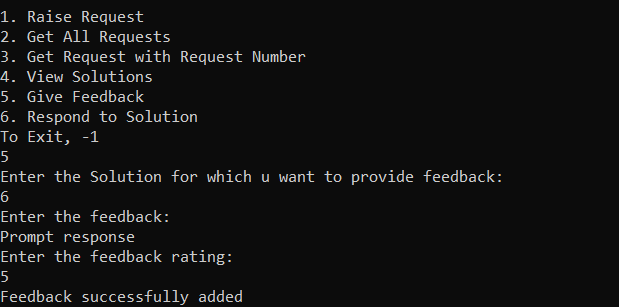 1. Raise Request
2. Get All Requests
3. Get Request with Request Number
4. View Solutions
5. Give Feedback
6. Respond to Solution
To Exit, -1
5
Enter the Solution for which u want to provide feedback:
6
Enter the feedback:
Prompt response
Enter the feedback rating:
5
Feedback successfully added